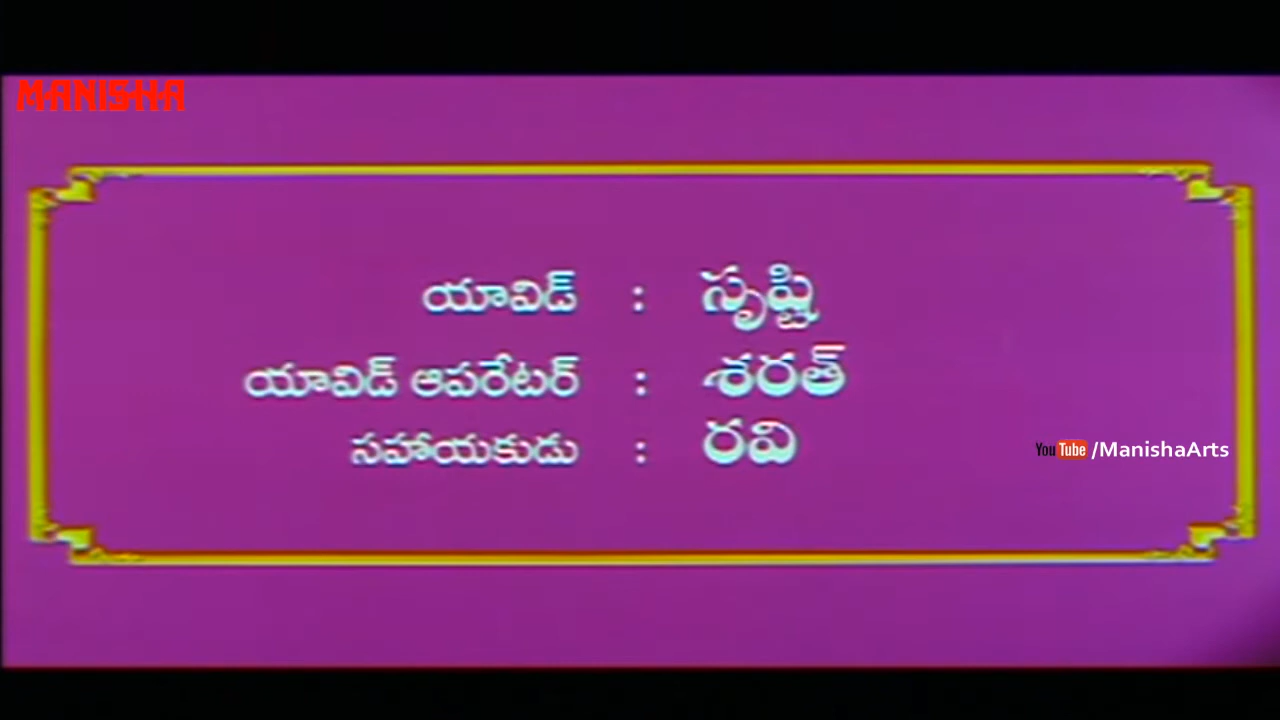 MANISHA
యావిడ్ : సృష్టి
యావిడ్ ఆపరేటర్ : శరత్
సహాయకుడు : రవి
YouTube /ManishaArts